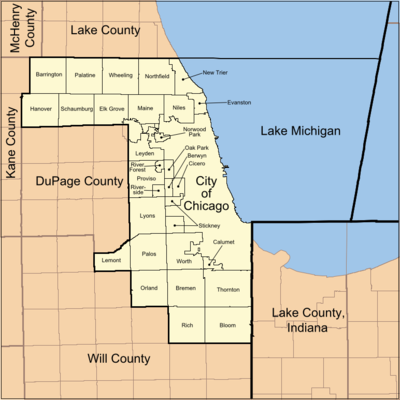 McHenry
County
Lake County
Barrington
Palatine
Wheeling
Northfield
New Trier
Hanover
Schaumburg
Elk Grove
Maine
Niles
Evanston
Kane County
Norwood
Park
Lake Michigan
Leyden
Oak Park
Berwyn
Cicero
River
Forest
Proviso
DuPage County
River-
side
City
of
Chicago
Lyons
Stickney
Calumet
Lemont
Palos
Worth
Orland
Bremen
Thornton
Lake County,
Indiana
Rich
Bloom
Will County